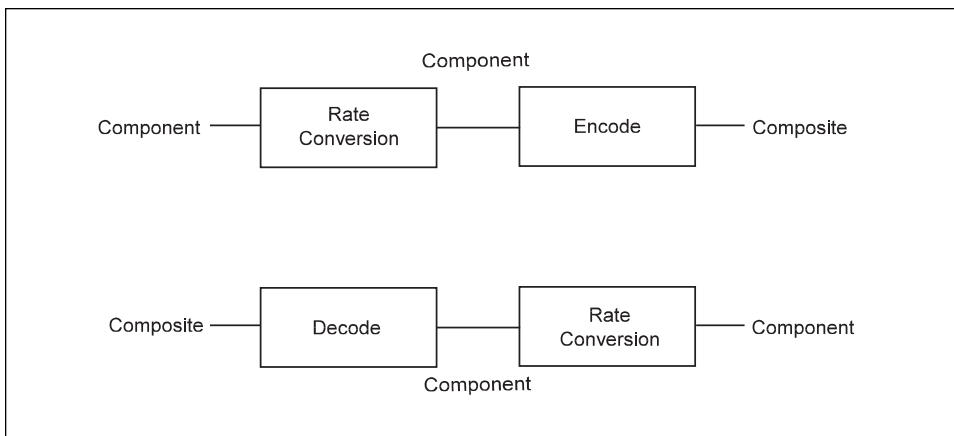 Component
Component
Rate
Conversion
Encode
Composite
Composite
Decode
Rate
Conversion
Component
Component